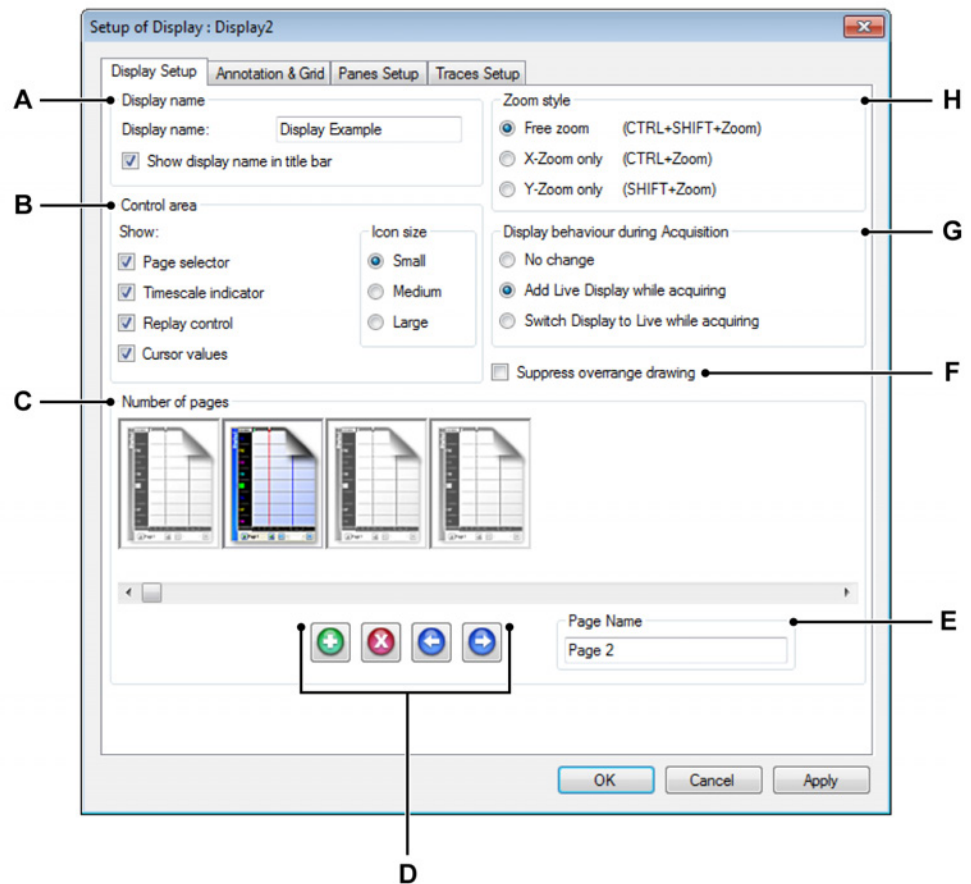 Setup of Display : Display2
Display Setup
Annotation & Grid
Panes Setup
Traces Setup
A
Display name
Display name:
Display Example
Show display name in title bar
B
Control area
Show:
Page selector
Timescale indicator
Replay control
Cursor values
Icon size
Small
Medium
Large
H
Zoom style
Free zoom (CTRL+SHIFT+Zoom)
X-Zoom only (CTRL+Zoom)
Y-Zoom only (SHIFT+Zoom)
G
Display behaviour during Acquisition
No change
Add Live Display while acquiring
Switch Display to Live while acquiring
F
Suppress overrange drawing
C
Number of pages
E
Page Name
Page 2
D
OK
Cancel
Apply